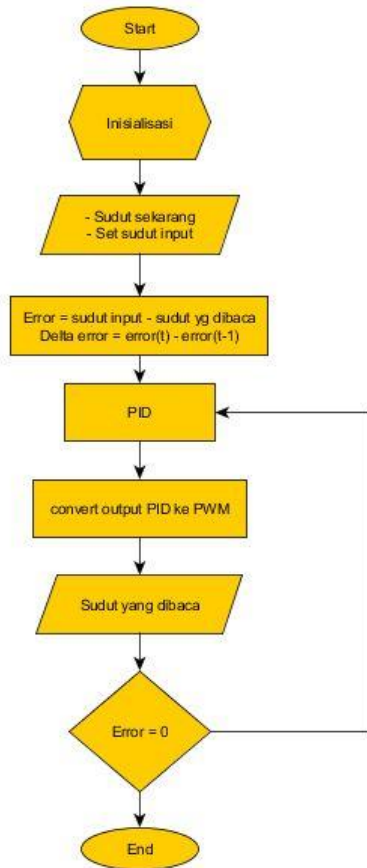 Start
Inisialisasi
- Sudut sekarang
- Set sudut input
Error = sudut input - sudut yg dibaca
Delta error = error(t) - error(t-1)
PID
convert output PID ke PWM
Sudut yang dibaca
Error = 0
End